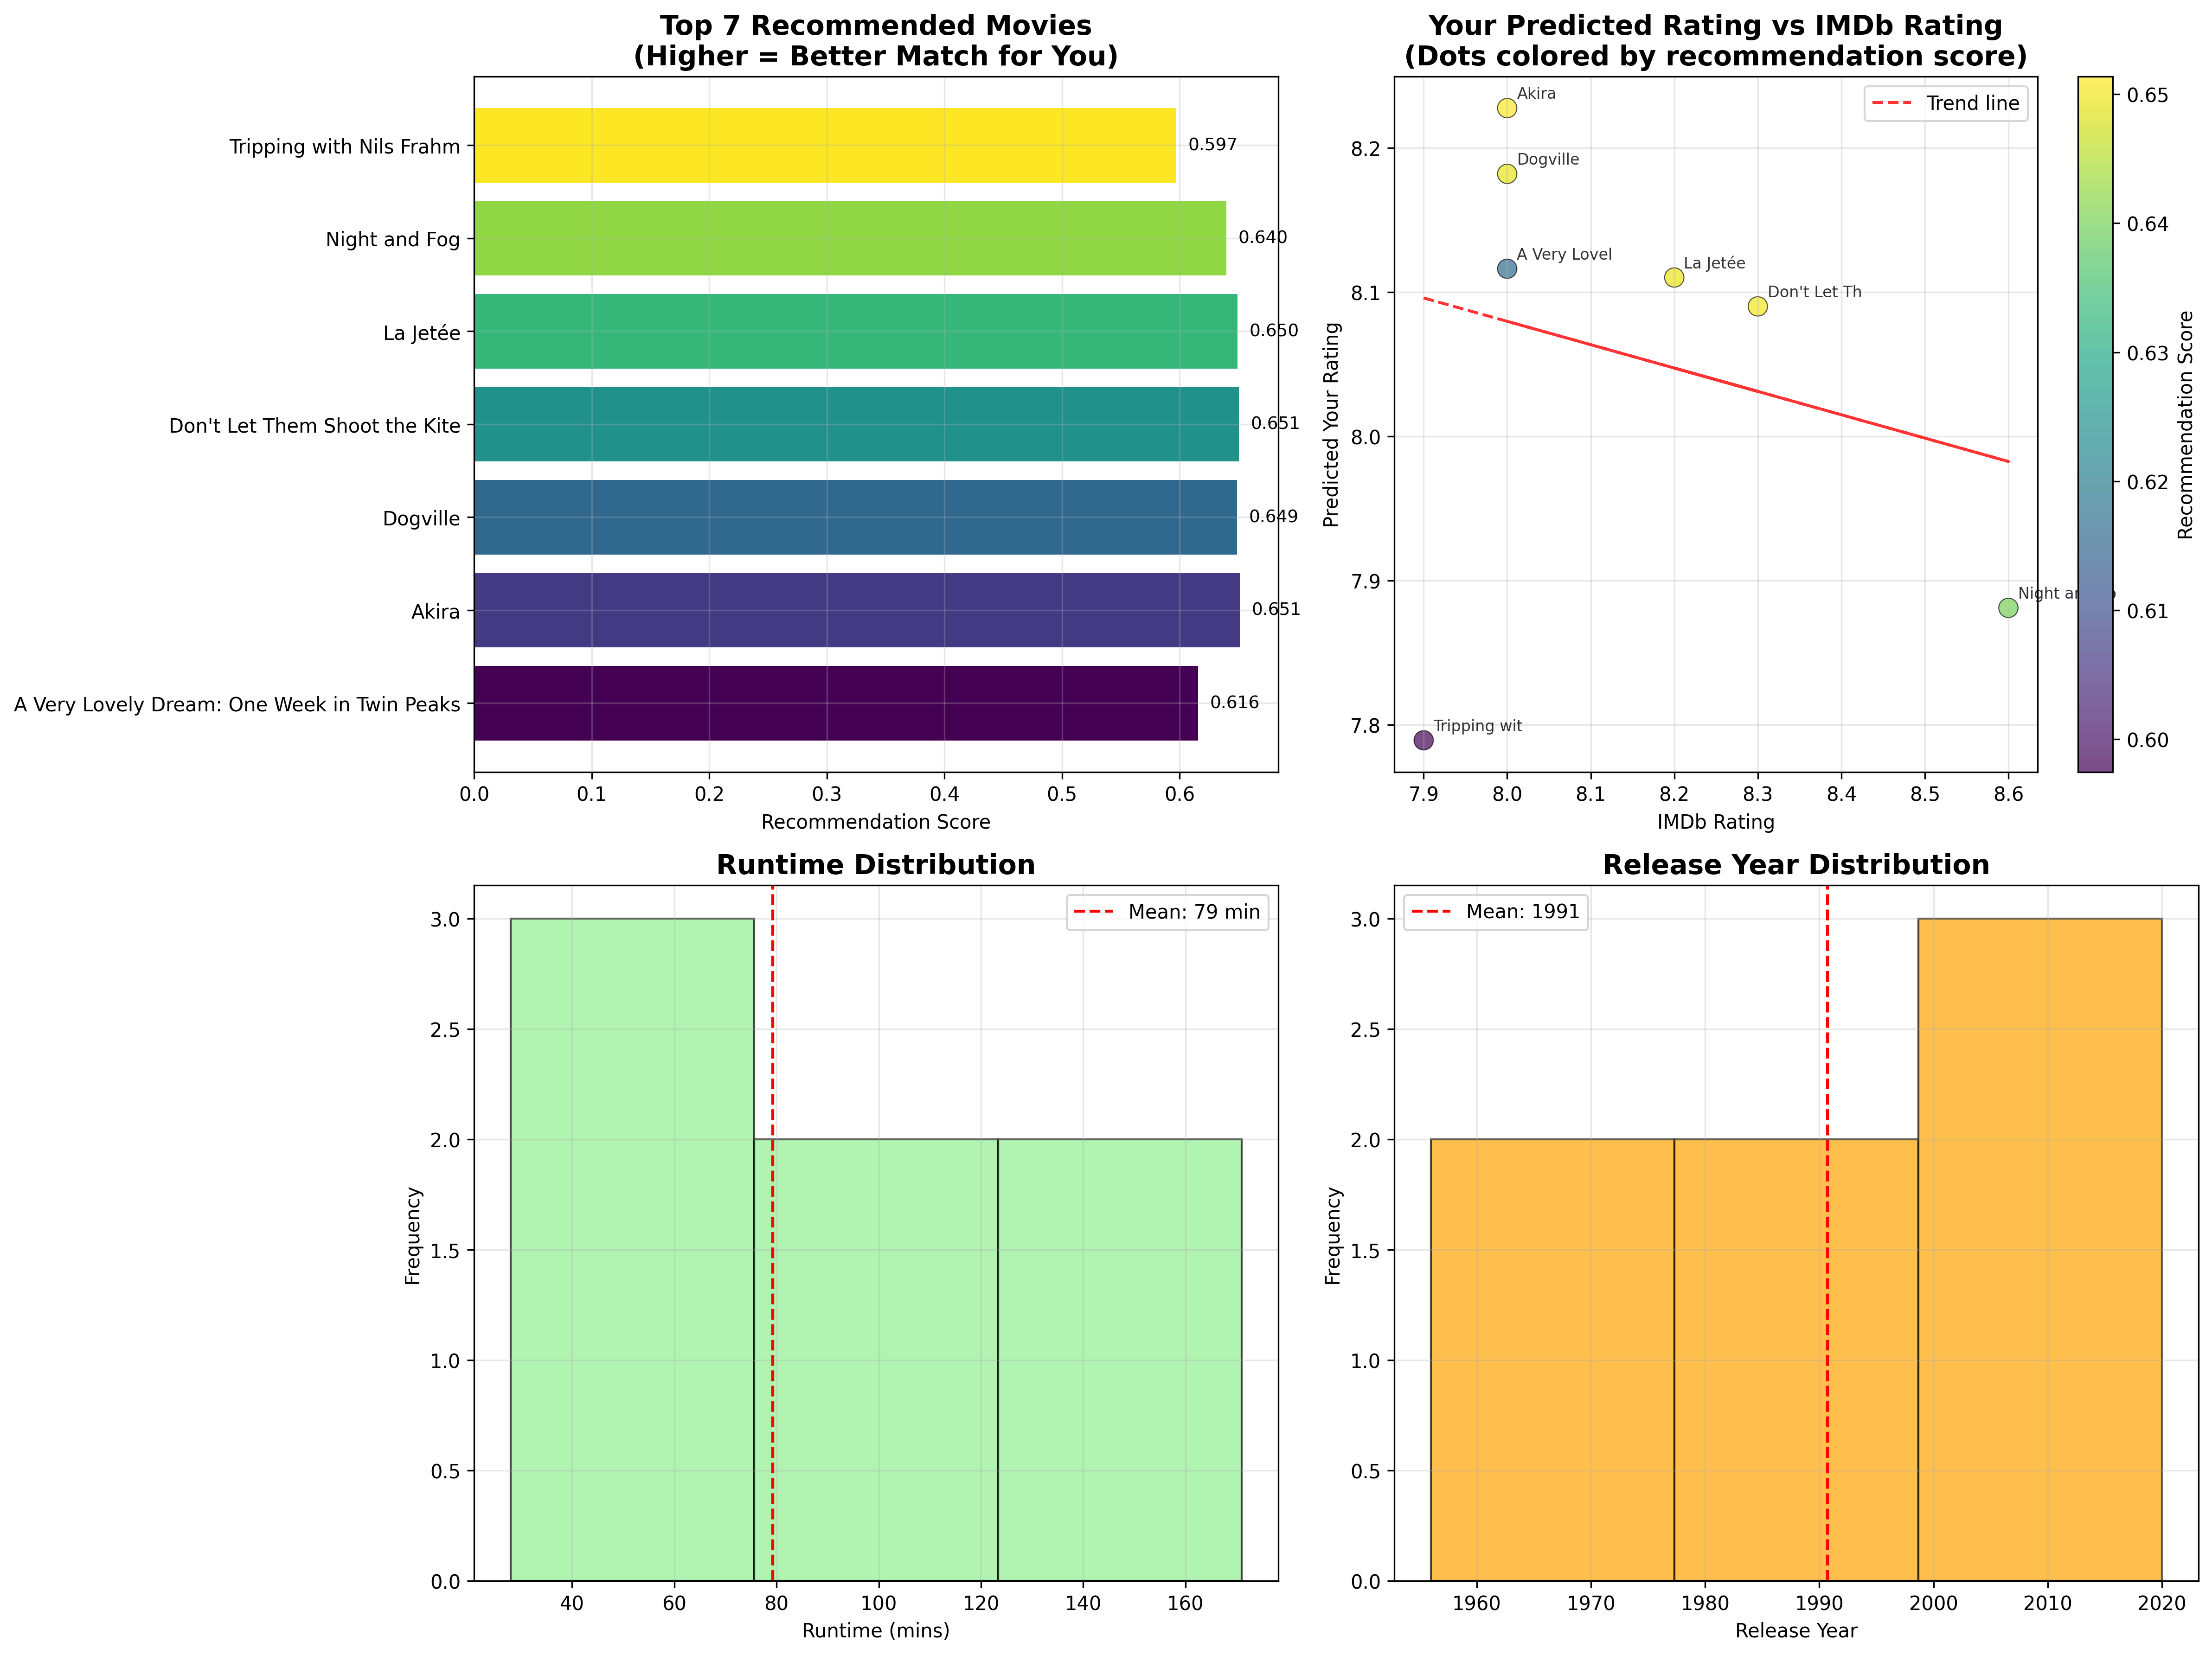 Top 7 Recommended Movies
(Higher = Better Match for You)
Tripping with Nils Frahm
Night and Fog
La Jetée
Don't Let Them Shoot the Kite
Dogville
Akira
A Very Lovely Dream: One Week in Twin Peaks
0.597
0.640
0.650
0.651
0.649
0.651
0.616
0.0 0.1 0.2 0.3 0.4 0.5 0.6
Recommendation Score
Your Predicted Rating vs IMDb Rating
(Dots colored by recommendation score)
Trend line
Akira
Dogville
A Very Lovel
La Jetée
Don't Let Th
Night
Tripping wit
8.2
8.1
8.0
7.9
7.8
Predicted Your Rating
7.9 8.0 8.1 8.2 8.3 8.4 8.5 8.6
IMDb Rating
0.65
0.64
0.63
0.62
0.61
0.60
Recommendation Score
Runtime Distribution
Mean: 79 min
3.0
2.5
2.0
1.5
1.0
0.5
0.0
Frequency
40 60 80 100 120 140 160
Runtime (mins)
Release Year Distribution
Mean: 1991
3.0
2.5
2.0
1.5
1.0
0.5
0.0
Frequency
1960 1970 1980 1990 2000 2010 2020
Release Year